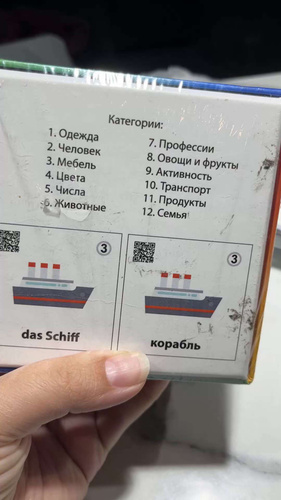 Категории:
1. Одежда
2. Человек
3. Мебель
4. Цвета
5. Числа
6. Животные
7. Профессии
8. Овощи и фрукты
9. Активность
10. Транспорт
11. Продукты
12. Семья
3
das Schiff
3
корабль